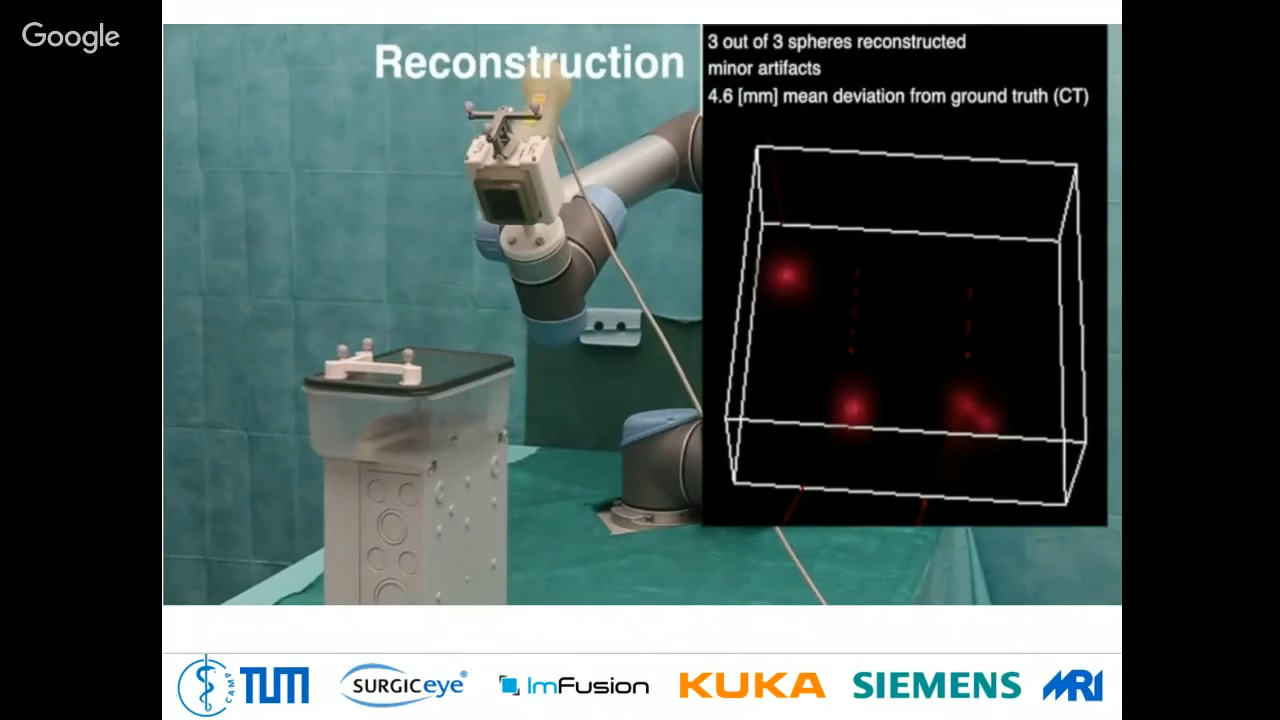 Google
Reconstruction
3 out of 3 spheres reconstructed
minor artifacts
4.6 [mm] mean deviation from ground truth (CT)
CAMP
TUM
SURGICeye®
ImFusion
KUKA
SIEMENS
MRI